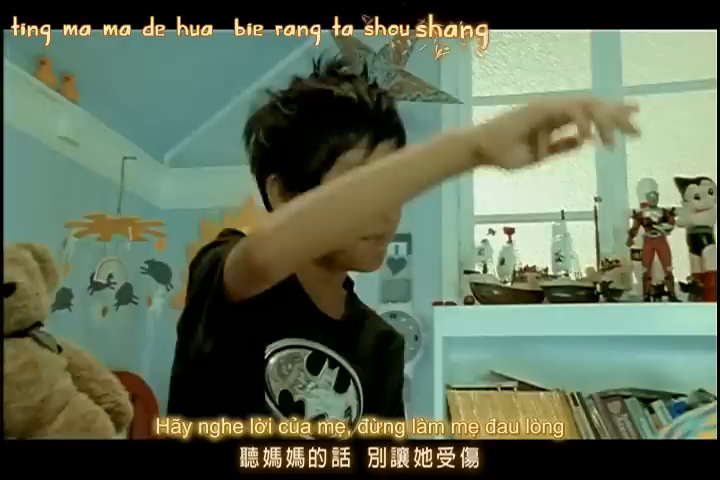 ting ma ma de hua bie rang ta shou shang
Hãy nghe lời của mẹ, đừng làm mẹ đau lòng
聽媽媽的話 別讓她受傷